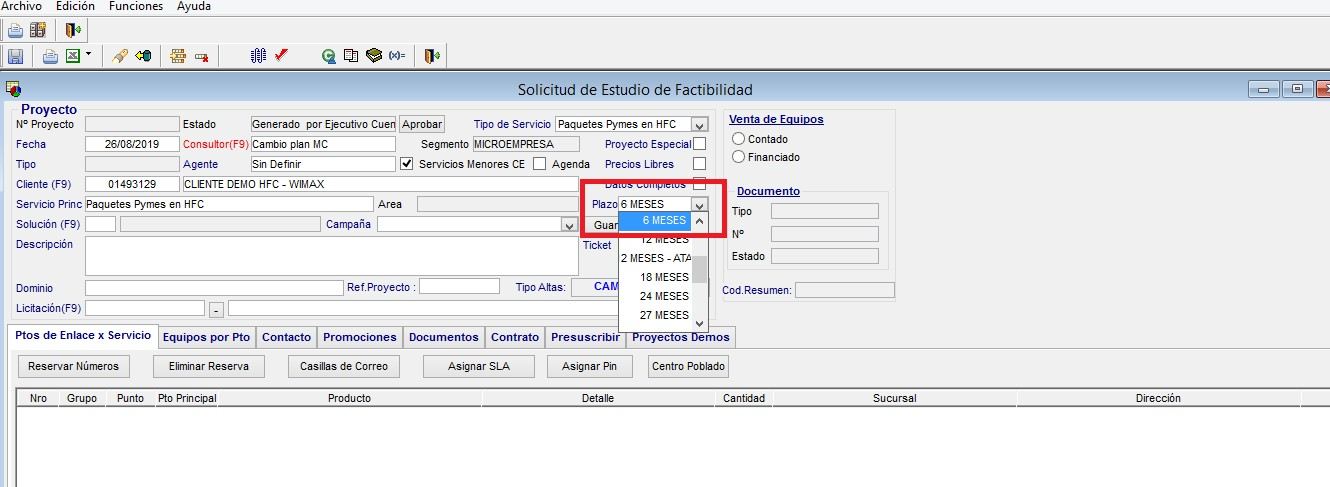 Archivo Edición Funciones Ayuda
Solicitud de Estudio de Factibilidad
Proyecto
Nº Proyecto Estado Generado por Ejecutivo Cuen Aprobar Tipo de Servicio Paquetes Pymes en HFC
Venta de Equipos
Fecha 26/08/2019 Consultor(F9) Cambio plan MC Segmento MICROEMPRESA Proyecto Especial
Contado
Tipo Agente Sin Definir Servicios Menores CE Agenda Precios Libres
Financiado
Cliente (F9) 01493129 CLIENTE DEMO HFC - WIMAX Datos Completos
Documento
Servicio Princ Paquetes Pymes en HFC Area Plazo 6 MESES
Tipo
Solución (F9) Campaña Guar 6 MESES
Nº
Descripción Ticket 12 MESES
2 MESES - ATA
Estado
18 MESES
Dominio Ref.Proyecto : Tipo Altas: CAM 24 MESES
Cod.Resumen:
Licitación(F9) - 27 MESES
Ptos de Enlace x Servicio Equipos por Pto Contacto Promociones Documentos Contrato Presuscribir Proyectos Demos
Reservar Números Eliminar Reserva Casillas de Correo Asignar SLA Asignar Pin Centro Poblado
Nro Grupo Punto Pto Principal Producto Detalle Cantidad Sucursal Dirección